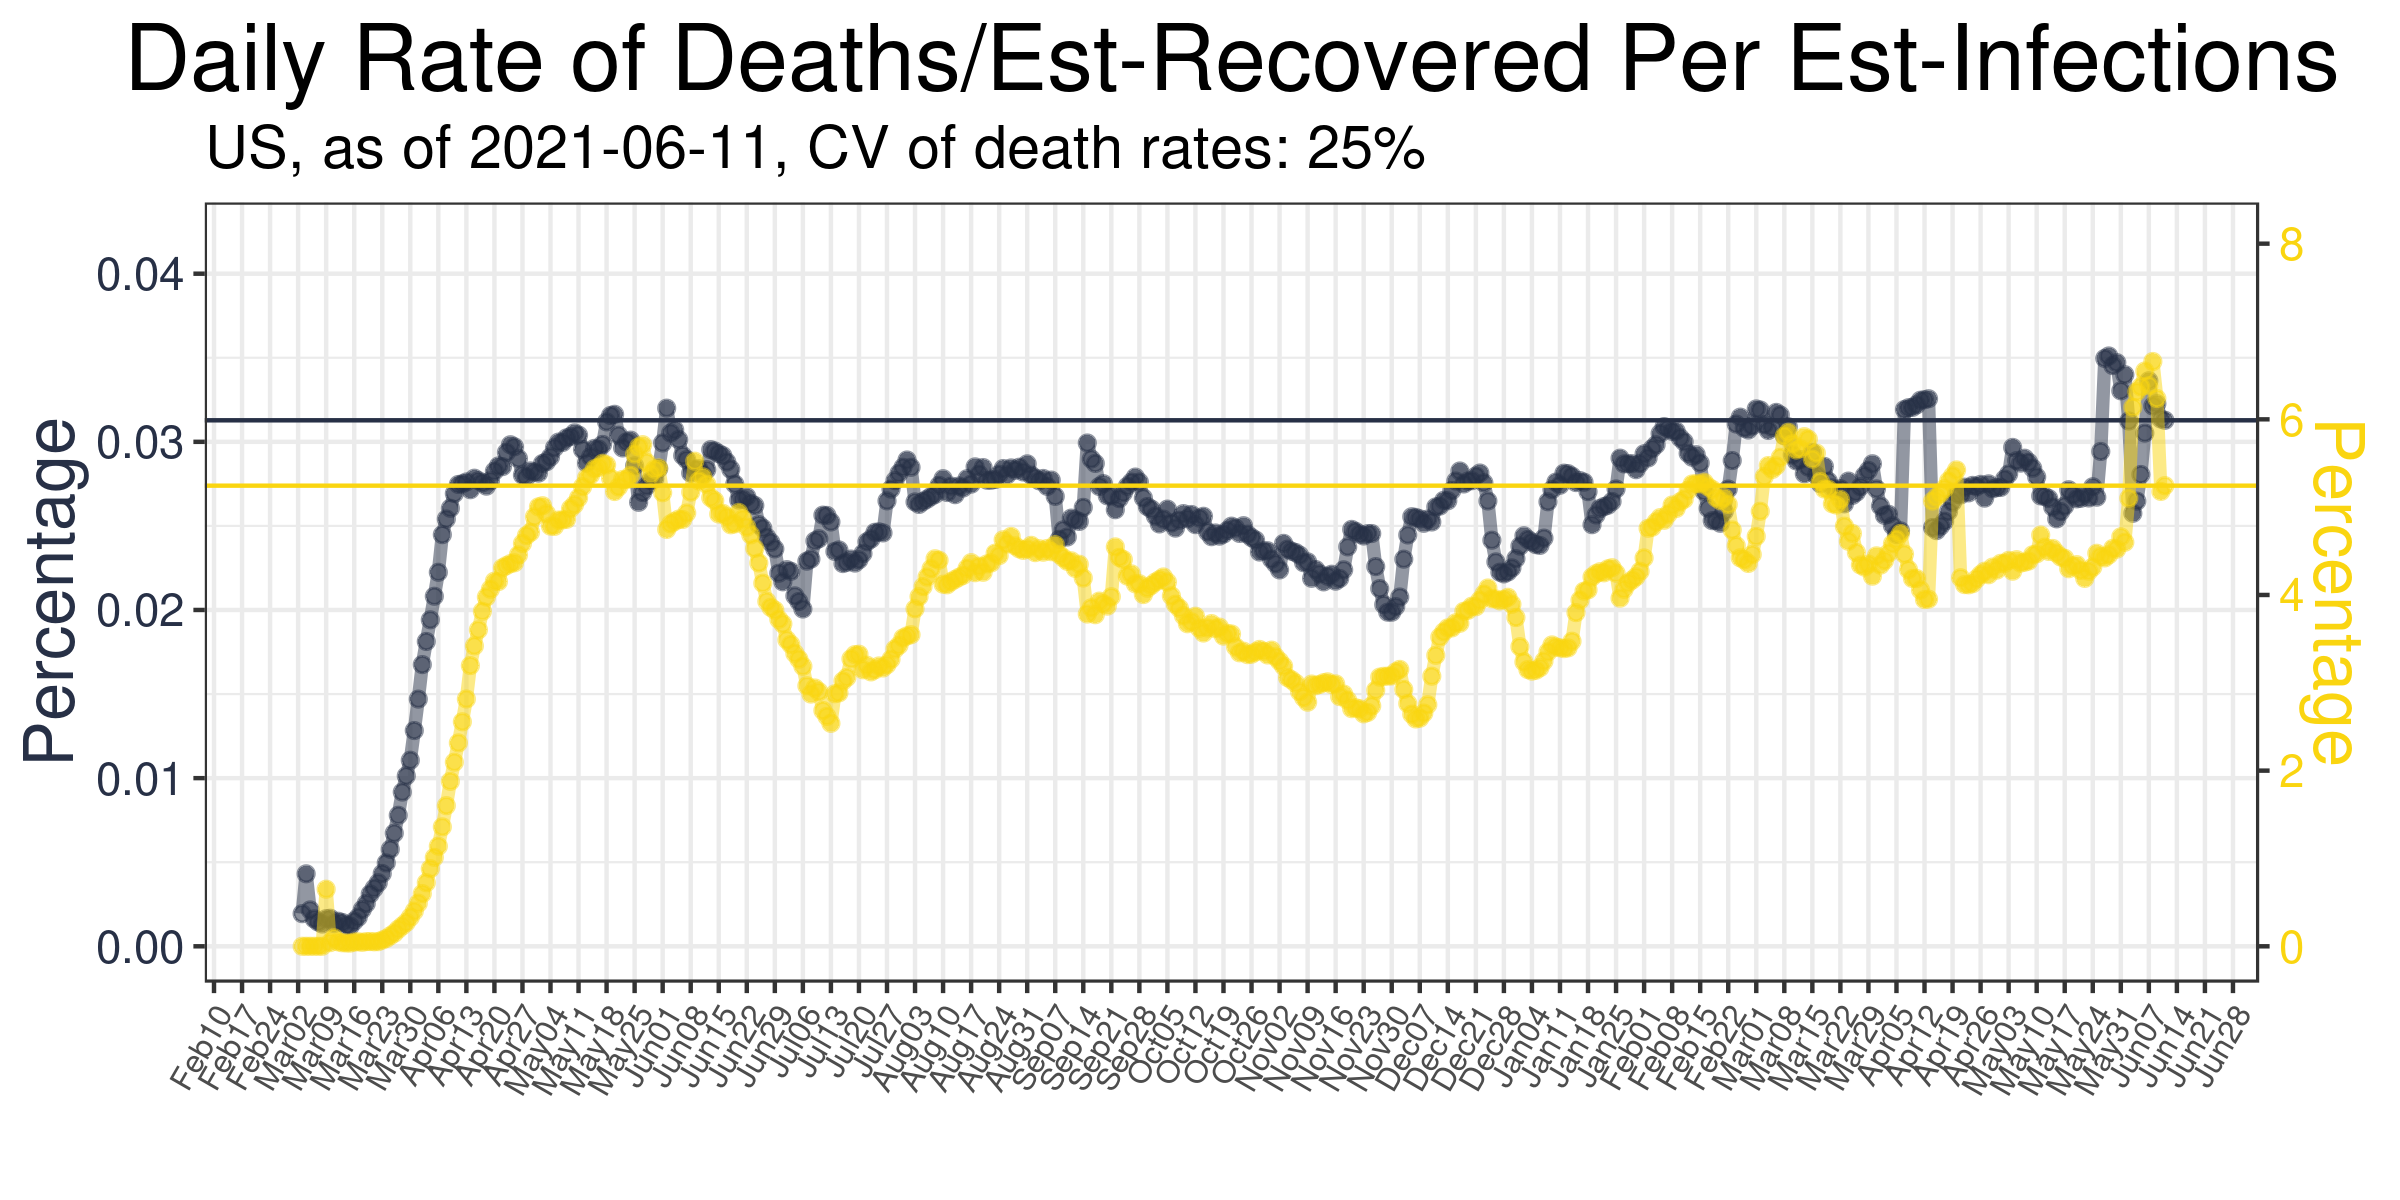 Daily Rate of Deaths/Est-Recovered Per Est-Infections
US, as of 2021-06-11, CV of death rates: 25%
Percentage
0.04
0.03
0.02
0.01
0.00
8
6
4
2
0
Percentage
Feb10
Feb17
Feb24
Mar02
Mar09
Mar16
Mar23
Mar30
Apr06
Apr13
Apr20
Apr27
May04
May11
May18
May25
Jun01
Jun08
Jun15
Jun22
Jun29
Jul06
Jul13
Jul20
Jul27
Aug03
Aug10
Aug17
Aug24
Aug31
Sep07
Sep14
Sep21
Sep28
Oct05
Oct12
Oct19
Oct26
Nov02
Nov09
Nov16
Nov23
Nov30
Dec07
Dec14
Dec21
Dec28
Jan04
Jan11
Jan18
Jan25
Feb01
Feb08
Feb15
Feb22
Mar01
Mar08
Mar15
Mar22
Mar29
Apr05
Apr12
Apr19
Apr26
May03
May10
May17
May24
May31
Jun07
Jun14
Jun21
Jun28